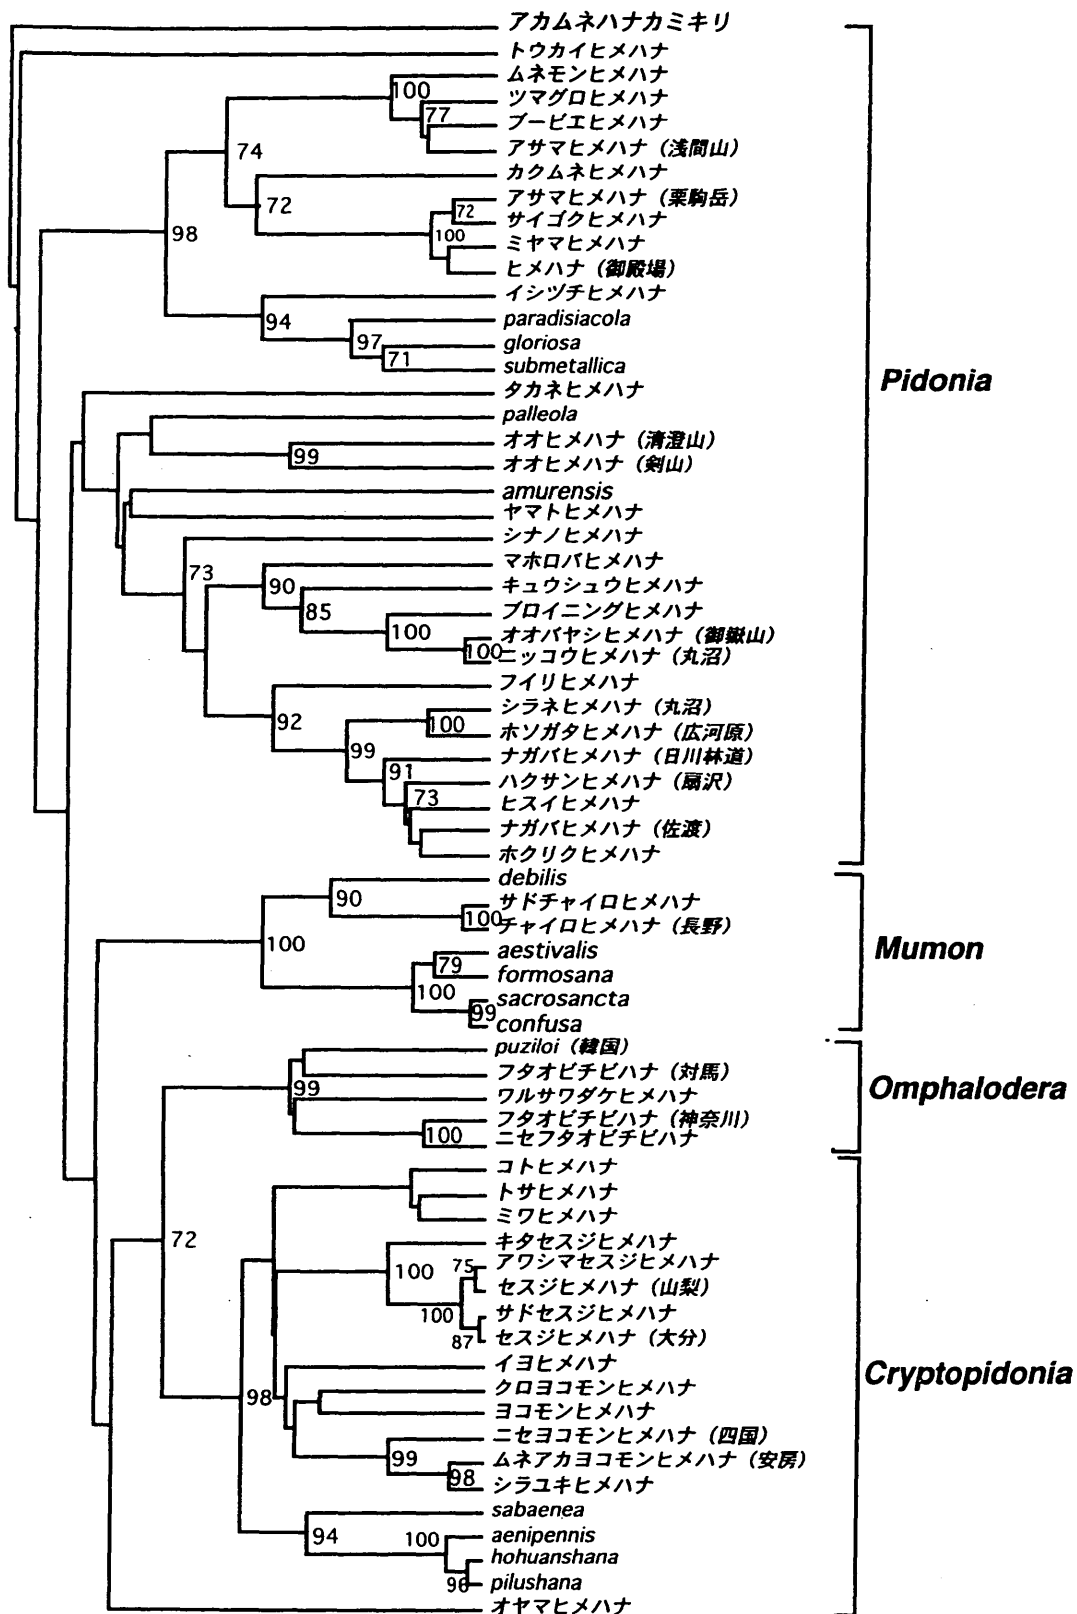 アカムネハナカミキリ
トウカイヒメハナ
ムネモンヒメハナ
100
ツマグロヒメハナ
77
ブービエヒメハナ
アサマヒメハナ（浅間山）
74
カクムネヒメハナ
アサマヒメハナ（栗駒岳）
72
72
サイゴクヒメハナ
98
100
ミヤマヒメハナ
ヒメハナ（御殿場）
イシヅチヒメハナ
94
paradisiacola
97
gloriosa
71
submetallica
Pidonia
タカネヒメハナ
palleola
オオヒメハナ（清澄山）
99
オオヒメハナ（剣山）
amurensis
ヤマトヒメハナ
シナノヒメハナ
マホロバヒメハナ
73
90
キュウシュウヒメハナ
85
ブロイニングヒメハナ
100
オオバヤシヒメハナ（御嶽山）
100
ニッコウヒメハナ（丸沼）
フイリヒメハナ
シラネヒメハナ（丸沼）
92
100
ホソガタヒメハナ（広河原）
99
ナガバヒメハナ（日川林道）
91
ハクサンヒメハナ（扇沢）
73
ヒスイヒメハナ
ナガバヒメハナ（佐渡）
ホクリクヒメハナ
debilis
90
サドチャイロヒメハナ
100
チャイロヒメハナ（長野）
100
aestivalis
Mumon
79
formosana
100
sacrosancta
99
confusa
puziloi（韓国）
フタオビチビハナ（対馬）
99
ワルサワダケヒメハナ
Omphalodera
フタオビチビハナ（神奈川）
100
ニセフタオビチビハナ
コトヒメハナ
トサヒメハナ
ミワヒメハナ
72
キタセスジヒメハナ
アワシマセスジヒメハナ
100
75
セスジヒメハナ（山梨）
100
サドセスジヒメハナ
87
セスジヒメハナ（大分）
イヨヒメハナ
Cryptopidonia
98
クロヨコモンヒメハナ
ヨコモンヒメハナ
ニセヨコモンヒメハナ（四国）
99
ムネアカヨコモンヒメハナ（安房）
98
シラユキヒメハナ
sabaenea
94
100
aenipennis
hohuanshana
96
pilushana
オヤマヒメハナ